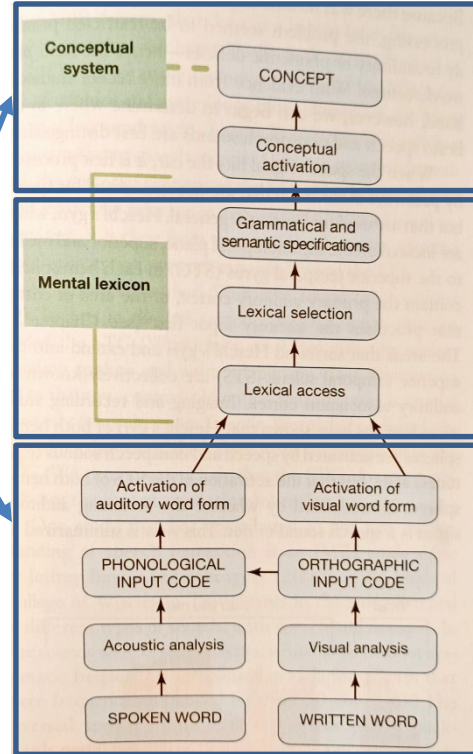 Conceptual
system
CONCEPT
Conceptual
activation
Grammatical and
semantic specifications
Mental lexicon
Lexical selection
Lexical access
Activation of
auditory word form
Activation of
visual word form
PHONOLOGICAL
INPUT CODE
ORTHOGRAPHIC
INPUT CODE
Acoustic analysis
Visual analysis
SPOKEN WORD
WRITTEN WORD